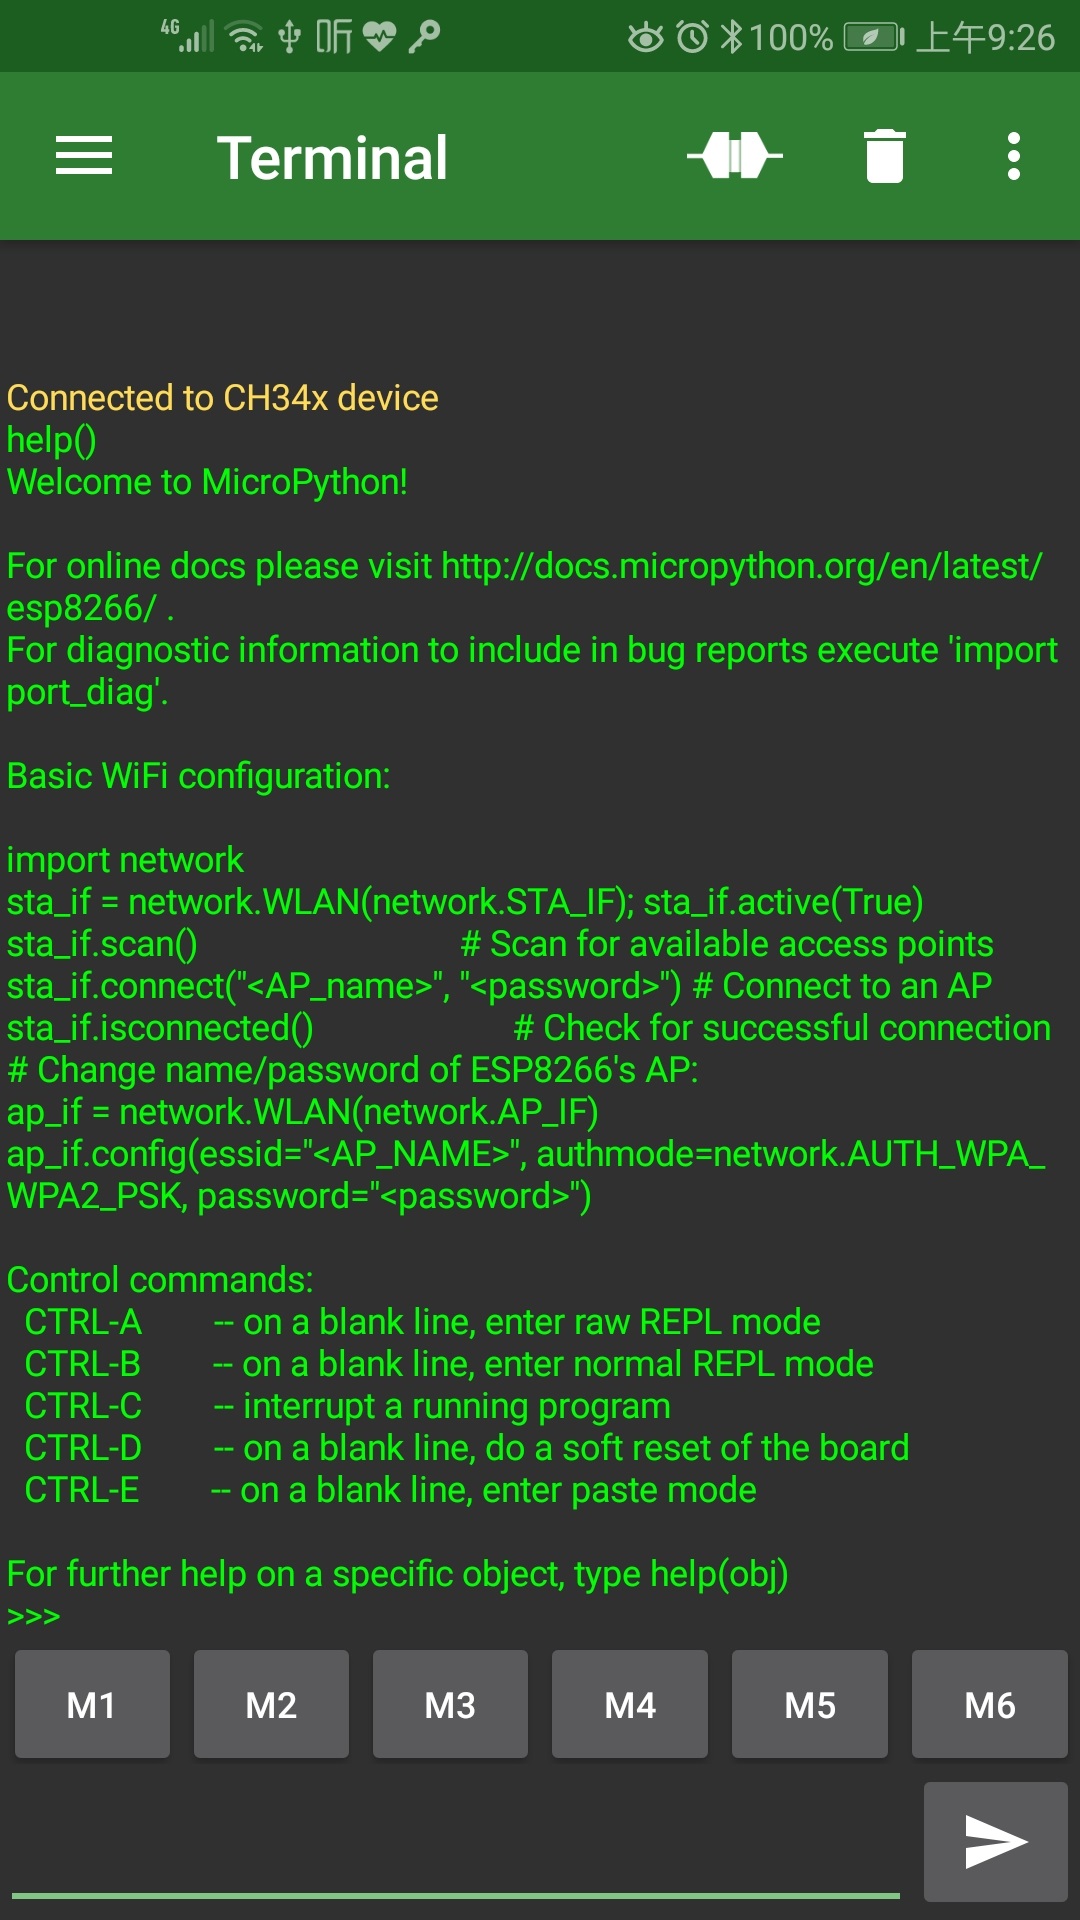 4G 听 100% 上午9:26
Terminal
Connected to CH34x device
help()
Welcome to MicroPython!
For online docs please visit http://docs.micropython.org/en/latest/
esp8266/ .
For diagnostic information to include in bug reports execute 'import
port_diag'.
Basic WiFi configuration:
import network
sta_if = network.WLAN(network.STA_IF); sta_if.active(True)
sta_if.scan() # Scan for available access points
sta_if.connect("<AP_name>", "<password>") # Connect to an AP
sta_if.isconnected() # Check for successful connection
# Change name/password of ESP8266's AP:
ap_if = network.WLAN(network.AP_IF)
ap_if.config(essid="<AP_NAME>", authmode=network.AUTH_WPA_
WPA2_PSK, password="<password>")
Control commands:
CTRL-A -- on a blank line, enter raw REPL mode
CTRL-B -- on a blank line, enter normal REPL mode
CTRL-C -- interrupt a running program
CTRL-D -- on a blank line, do a soft reset of the board
CTRL-E -- on a blank line, enter paste mode
For further help on a specific object, type help(obj)
>>>
M1 M2 M3 M4 M5 M6